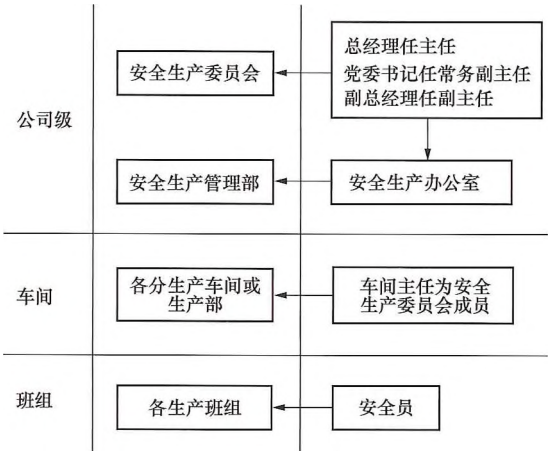 总经理任主任
安全生产委员会
党委书记任常务副主任
副总经理任副主任
公司级
安全生产管理部
安全生产办公室
车间
各分生产车间或
生产部
车间主任为安全
生产委员会成员
班组
各生产班组
安全员